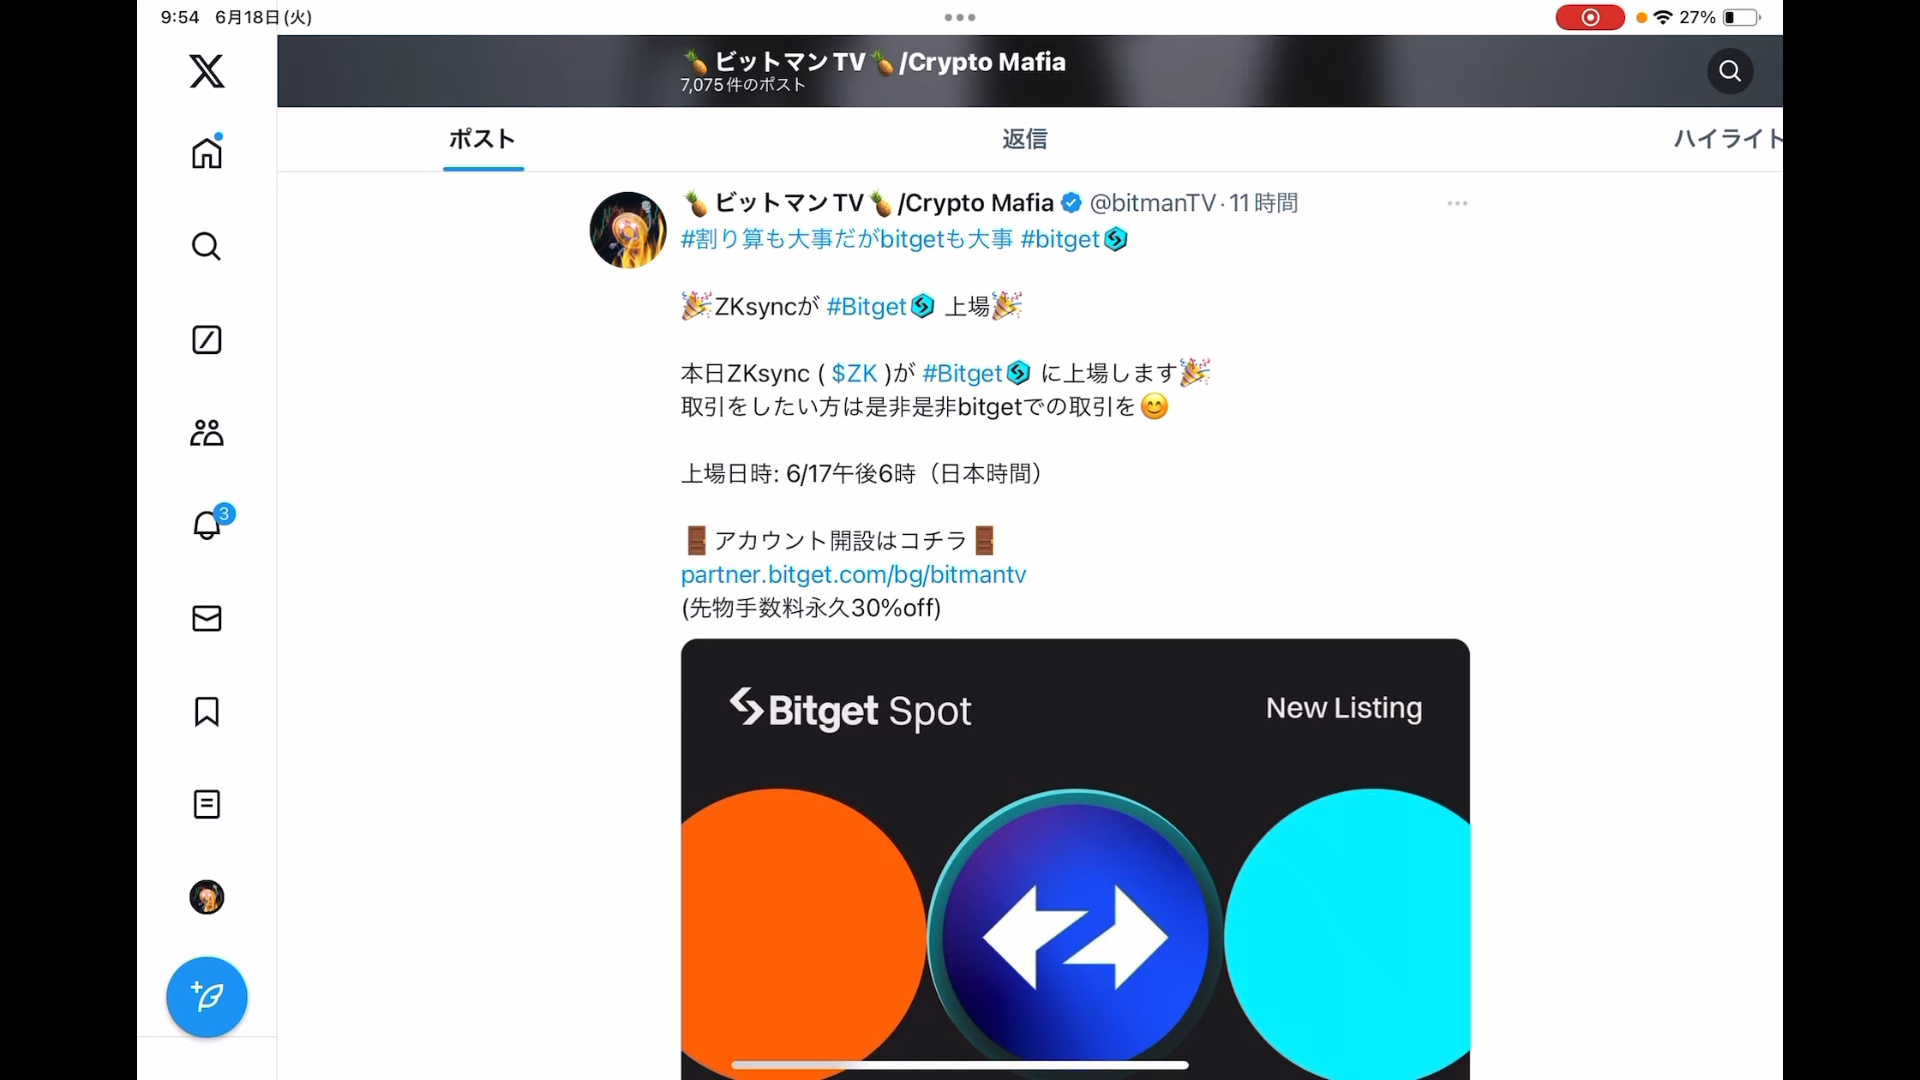 9:54 6月18日(火)
27%
🍍ビットマンTV🍍/Crypto Mafia
7,075件のポスト
ポスト 返信 ハイライト
🍍ビットマンTV🍍/Crypto Mafia @bitmanTV·11時間
#割り算も大事だがbitgetも大事 #bitget
🎉ZKsyncが #Bitget 上場🎉
本日ZKsync ( $ZK )が #Bitget に上場します🎉
取引をしたい方は是非是非bitgetでの取引を😊
上場日時: 6/17午後6時（日本時間）
🚪アカウント開設はコチラ🚪
partner.bitget.com/bg/bitmantv
(先物手数料永久30%off)
3
Bitget Spot New Listing